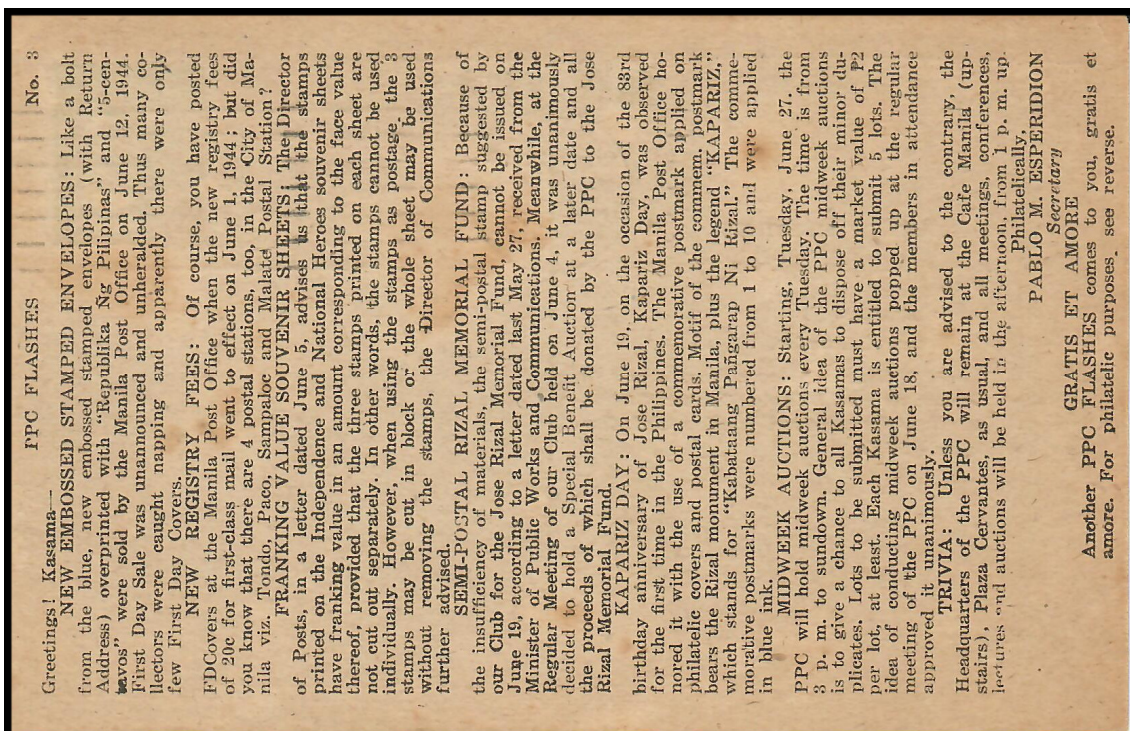 PPC FLASHES No. 3
Greetings! Kasama—
NEW EMBOSSED STAMPED ENVELOPES: Like a bolt
from the blue, new embossed stamped envelopes (with Return
Address) overprinted with "Republika Ñg Pilipinas" and "5-cen-
tavos" were sold by the Manila Post Office on June 12, 1944.
First Day Sale was unannounced and unheralded. Thus many co-
llectors were caught napping and apparently there were only
few First Day Covers.
NEW REGISTRY FEES: Of course, you have posted
FDCovers at the Manila Post Office when the new registry fees
of 20c for first-class mail went to effect on June 1, 1944; but did
you know that there are 4 postal stations, too, in the City of Ma-
nila viz. Tondo, Paco, Sampaloc and Malate Postal Station?
FRANKING VALUE SOUVENIR SHEETS: The Director
of Posts, in a letter dated June 5, advises us that the stamps
printed on the Independence and National Heroes souvenir sheets
have franking value in an amount corresponding to the face value
thereof, provided that the three stamps printed on each sheet are
not cut out separately. In other words, the stamps cannot be used
individually. However, when using the stamps as postage, the 3
stamps may be cut in block or the whole sheet may be used
without removing the stamps, the Director of Communications
further advised.
SEMI-POSTAL RIZAL MEMORIAL FUND: Because of
the insufficiency of materials, the semi-postal stamp suggested by
our Club for the Jose Rizal Memorial Fund, cannot be issued on
June 19, according to a letter dated last May 27, received from the
Minister of Public Works and Communications. Meanwhile, at the
Regular Meeting of our Club held on June 4, it was unanimously
decided to hold a Special Benefit Auction at a later date and all
the proceeds of which shall be donated by the PPC to the Jose
Rizal Memorial Fund.
KAPARIZ DAY: On June 19, on the occasion of the 83rd
birthday anniversary of Jose Rizal, Kapariz Day, was observed
for the first time in the Philippines. The Manila Post Office ho-
nored it with the use of a commemorative postmark applied on
philatelic covers and postal cards. Motif of the commem. postmark
bears the Rizal monument in Manila, plus the legend "KAPARIZ,"
which stands for "Kabataang Pañgarap Ni Rizal." The comme-
morative postmarks were numbered from 1 to 10 and were applied
in blue ink.
MIDWEEK AUCTIONS: Starting, Tuesday, June 27, the
PPC will hold midweek auctions every Tuesday. The time is from
3 p. m. to sundown. General idea of the PPC midweek auctions
is to give a chance to all Kasamas to dispose off their minor du-
plicates. Lots to be submitted must have a market value of ₱2
per lot, at least. Each Kasama is entitled to submit 5 lots. The
idea of conducting midweek auctions popped up at the regular
meeting of the PPC on June 18, and the members in attendance
approved it unanimously.
TRIVIA: Unless you are advised to the contrary, the
Headquarters of the PPC will remain at the Cafe Manila (up-
stairs), Plaza Cervantes, as usual, and all meetings, conferences,
lectures and auctions will be held in the afternoon, from 1 p. m. up.
Philatelically,
PABLO M. ESPERIDION
Secretary
GRATIS ET AMORE
Another PPC FLASHES comes to you, gratis et
amore. For philatelic purposes, see reverse.